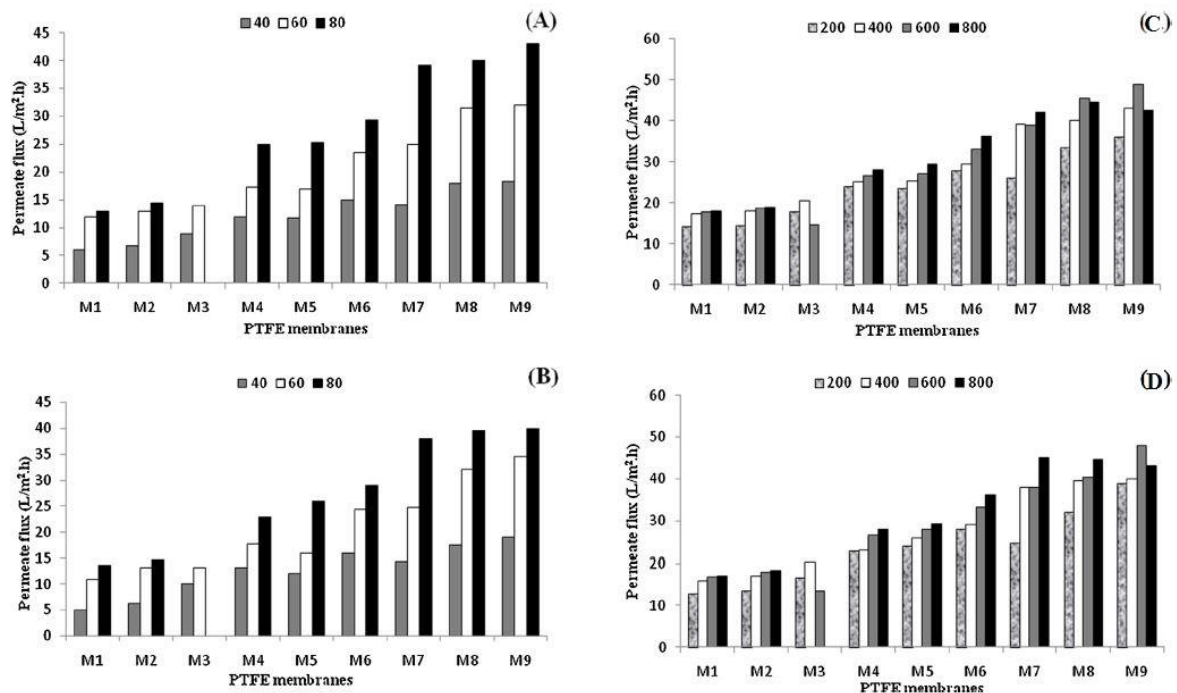 (A)
40 60 80
Permeate flux (L/m².h)
45
40
35
30
25
20
15
10
5
0
M1 M2 M3 M4 M5 M6 M7 M8 M9
PTFE membranes
(C)
200 400 600 800
Permeate flux (L/m².h)
60
50
40
30
20
10
0
M1 M2 M3 M4 M5 M6 M7 M8 M9
PTFE membranes
(B)
40 60 80
Permeate flux (L/m².h)
45
40
35
30
25
20
15
10
5
0
M1 M2 M3 M4 M5 M6 M7 M8 M9
PTFE membranes
(D)
200 400 600 800
Permeate flux (L/m².h)
60
50
40
30
20
10
0
M1 M2 M3 M4 M5 M6 M7 M8 M9
PTFE membranes